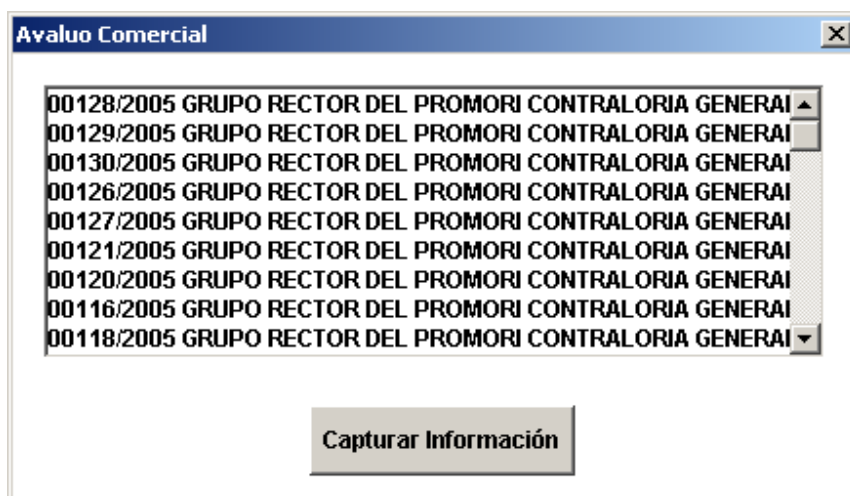 Avaluo Comercial
00128/2005 GRUPO RECTOR DEL PROMORI CONTRALORIA GENERAL
00129/2005 GRUPO RECTOR DEL PROMORI CONTRALORIA GENERAL
00130/2005 GRUPO RECTOR DEL PROMORI CONTRALORIA GENERAL
00126/2005 GRUPO RECTOR DEL PROMORI CONTRALORIA GENERAL
00127/2005 GRUPO RECTOR DEL PROMORI CONTRALORIA GENERAL
00121/2005 GRUPO RECTOR DEL PROMORI CONTRALORIA GENERAL
00120/2005 GRUPO RECTOR DEL PROMORI CONTRALORIA GENERAL
00116/2005 GRUPO RECTOR DEL PROMORI CONTRALORIA GENERAL
00118/2005 GRUPO RECTOR DEL PROMORI CONTRALORIA GENERAL
Capturar Información